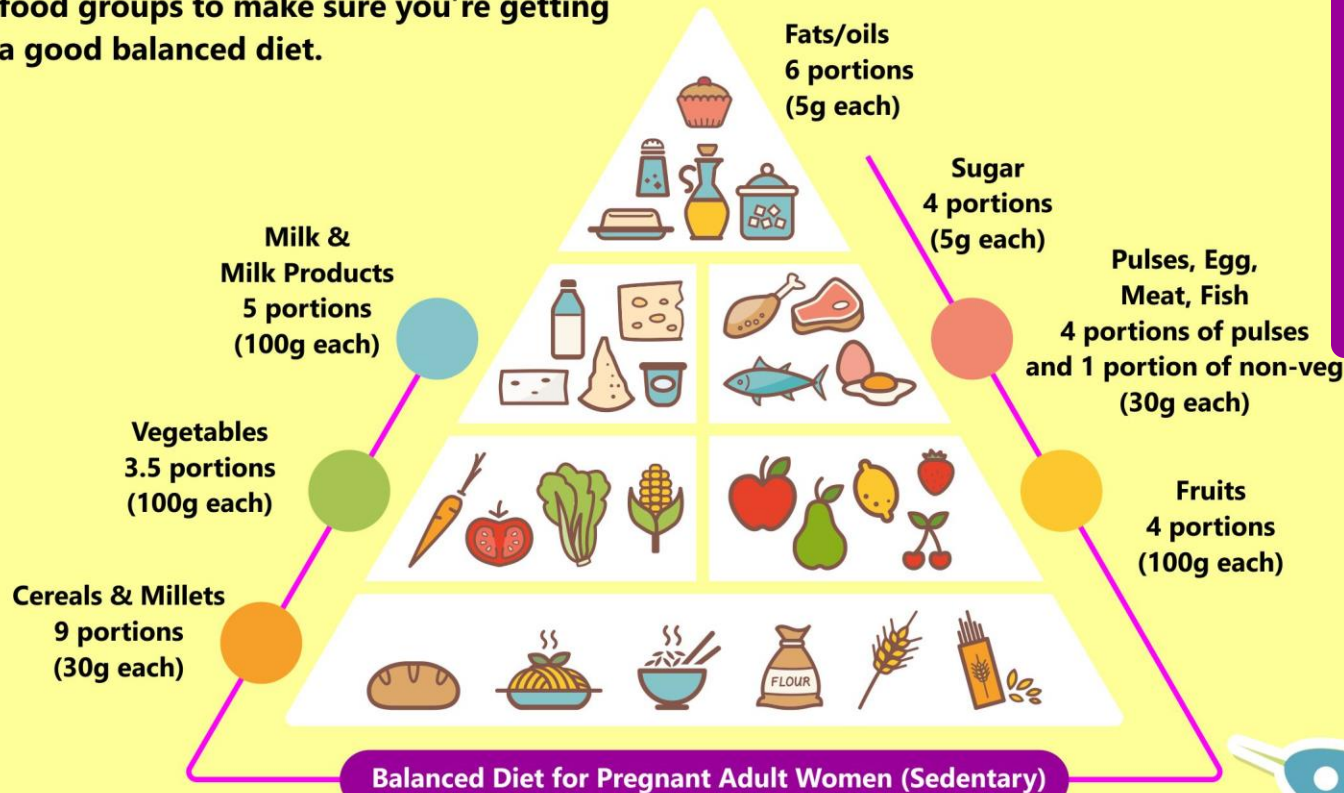 food groups to make sure you're getting
a good balanced diet.
Fats/oils
6 portions
(5g each)
Sugar
4 portions
(5g each)
Milk &
Milk Products
5 portions
(100g each)
Pulses, Egg,
Meat, Fish
4 portions of pulses
and 1 portion of non-veg
(30g each)
Vegetables
3.5 portions
(100g each)
Fruits
4 portions
(100g each)
Cereals & Millets
9 portions
(30g each)
FLOUR
Balanced Diet for Pregnant Adult Women (Sedentary)